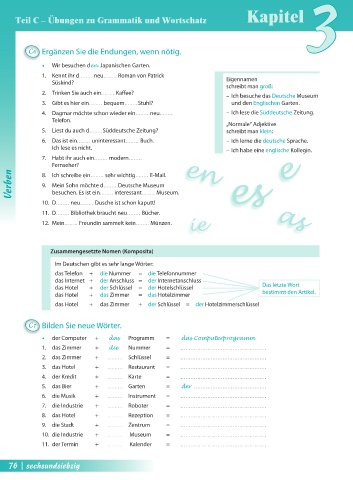 Teil C – Übungen zu Grammatik und Wortschatz
Kapitel 3
C6 Ergänzen Sie die Endungen, wenn nötig.
• Wir besuchen den Japanischen Garten.
1. Kennt ihr d....... neu....... Roman von Patrick
Süskind?
2. Trinken Sie auch ein....... Kaffee?
3. Gibt es hier ein....... bequem....... Stuhl?
4. Dagmar möchte schon wieder ein....... neu.......
Telefon.
5. Liest du auch d....... Süddeutsche Zeitung?
6. Das ist ein....... uninteressant....... Buch.
Ich lese es nicht.
7. Habt ihr auch ein....... modern.......
Fernseher?
8. Ich schreibe ein....... sehr wichtig....... E-Mail.
9. Mein Sohn möchte d....... Deutsche Museum
besuchen. Es ist ein....... interessant....... Museum.
10. D....... neu....... Dusche ist schon kaputt!
11. D....... Bibliothek braucht neu....... Bücher.
12. Mein....... Freundin sammelt kein....... Münzen.
Eigennamen
schreibt man groß:
– Ich besuche das Deutsche Museum
und den Englischen Garten.
– Ich lese die Süddeutsche Zeitung.
„Normale“ Adjektive
schreibt man klein:
– Ich lerne die deutsche Sprache.
– Ich habe eine englische Kollegin.
en
e
es
ie
as
Verben
Zusammengesetzte Nomen (Komposita)
Im Deutschen gibt es sehr lange Wörter:
das Telefon + die Nummer = die Telefonnummer
das Internet + der Anschluss = der Internetanschluss
das Hotel + der Schlüssel = der Hotelschlüssel
das Hotel + das Zimmer = das Hotelzimmer
das Hotel + das Zimmer + der Schlüssel = der Hotelzimmerschlüssel
Das letzte Wort
bestimmt den Artikel.
C7 Bilden Sie neue Wörter.
• der Computer + das Programm = das Computerprogramm
1. das Zimmer + die Nummer = .......
2. das Zimmer + ....... Schlüssel = .......
3. das Hotel + ....... Restaurant = .......
4. der Kredit + ....... Karte = .......
5. das Bier + ....... Garten = der .......
6. die Musik + ....... Instrument = .......
7. die Industrie + ....... Roboter = .......
8. das Hotel + ....... Rezeption = .......
9. die Stadt + ....... Zentrum = .......
10. die Industrie + ....... Museum = .......
11. der Termin + ....... Kalender = .......
76 | sechsundsiebzig